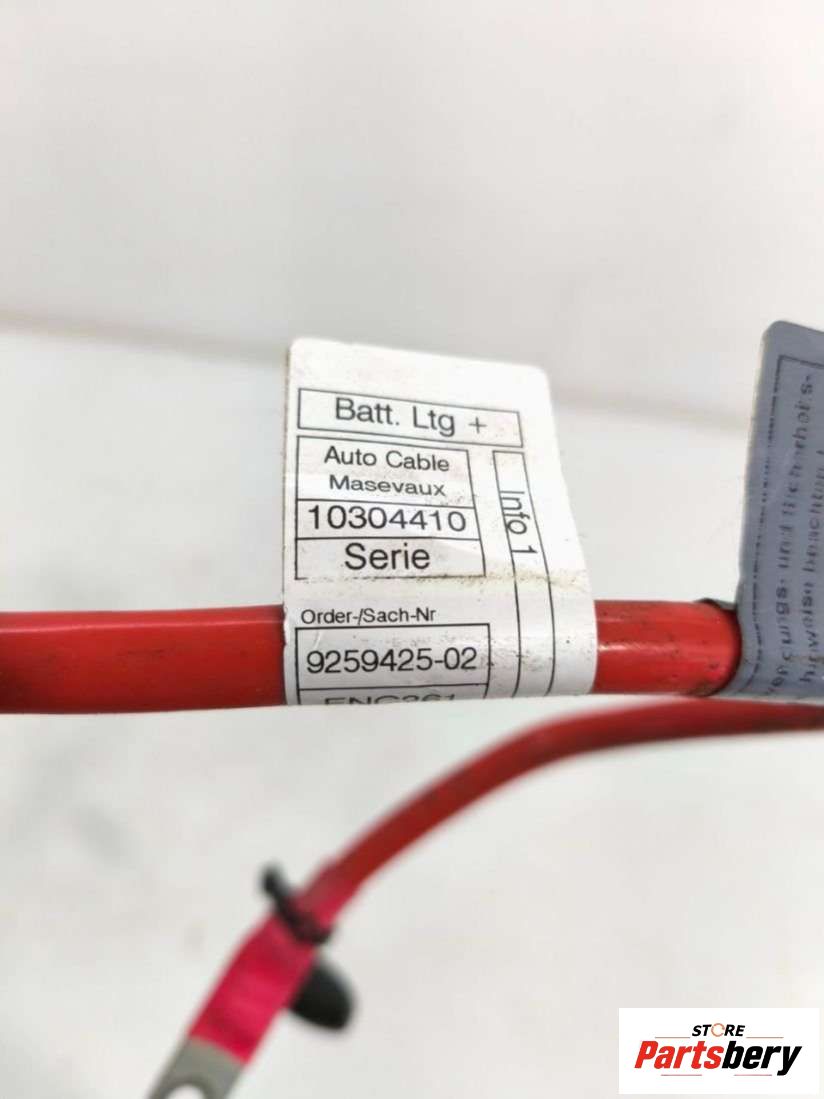 Batt. Ltg +
Auto Cable
Masevaux
10304410
Serie
Info 1
Order-/Sach-Nr
9259425-02
STORE
Partsbery